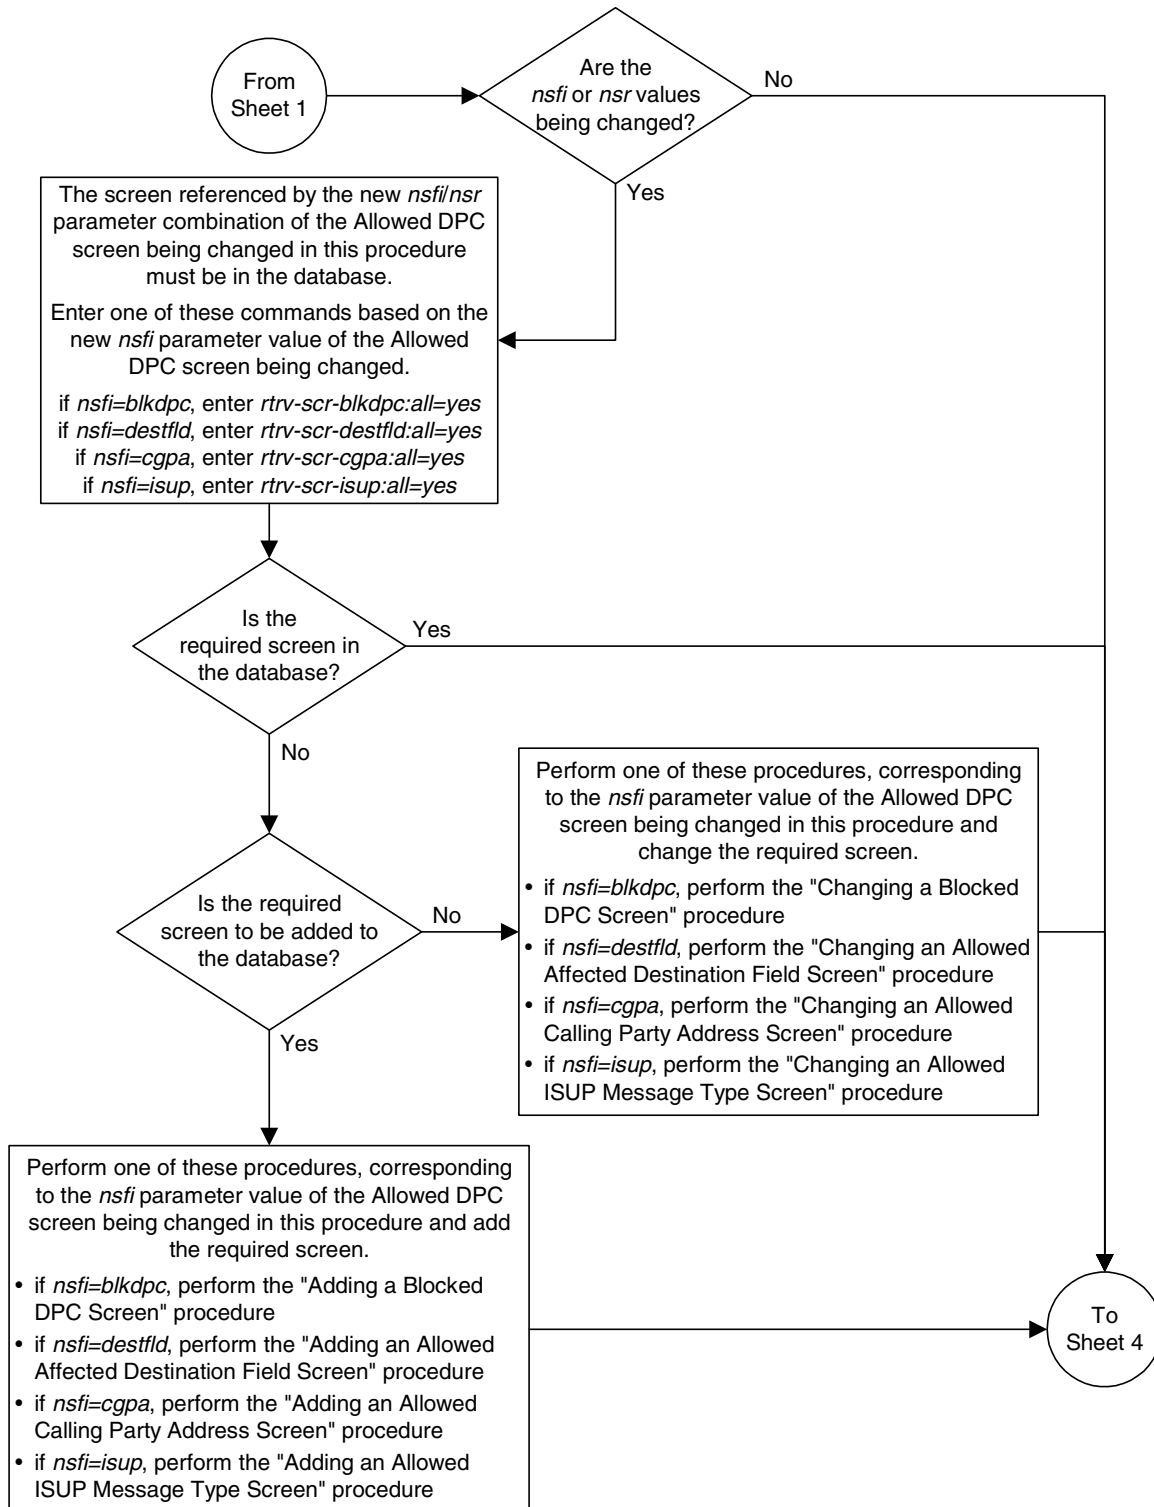 From
Sheet 1
Are the
nsfi or nsr values
being changed?
No
Yes
The screen referenced by the new nsfi/nsr
parameter combination of the Allowed DPC
screen being changed in this procedure
must be in the database.
Enter one of these commands based on the
new nsfi parameter value of the Allowed
DPC screen being changed.
if nsfi=blkdpc, enter rtrv-scr-blkdpc:all=yes
if nsfi=destfld, enter rtrv-scr-destfld:all=yes
if nsfi=cgpa, enter rtrv-scr-cgpa:all=yes
if nsfi=isup, enter rtrv-scr-isup:all=yes
Is the
required screen in
the database?
Yes
No
Is the required
screen to be added to
the database?
No
Yes
Perform one of these procedures, corresponding
to the nsfi parameter value of the Allowed DPC
screen being changed in this procedure and
change the required screen.
• if nsfi=blkdpc, perform the "Changing a Blocked
DPC Screen" procedure
• if nsfi=destfld, perform the "Changing an Allowed
Affected Destination Field Screen" procedure
• if nsfi=cgpa, perform the "Changing an Allowed
Calling Party Address Screen" procedure
• if nsfi=isup, perform the "Changing an Allowed
ISUP Message Type Screen" procedure
Perform one of these procedures, corresponding
to the nsfi parameter value of the Allowed DPC
screen being changed in this procedure and add
the required screen.
• if nsfi=blkdpc, perform the "Adding a Blocked
DPC Screen" procedure
• if nsfi=destfld, perform the "Adding an Allowed
Affected Destination Field Screen" procedure
• if nsfi=cgpa, perform the "Adding an Allowed
Calling Party Address Screen" procedure
• if nsfi=isup, perform the "Adding an Allowed
ISUP Message Type Screen" procedure
To
Sheet 4